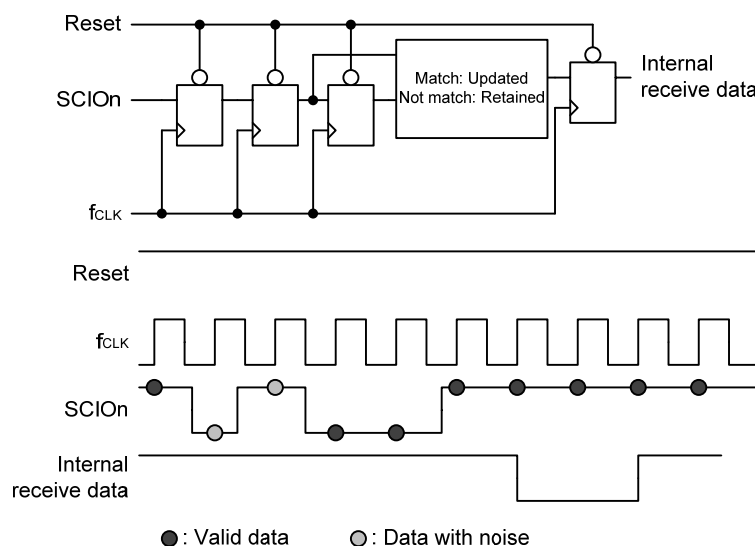 Reset
SCIOn
Match: Updated
Not match: Retained
Internal
receive data
fCLK
Reset
fCLK
SCIOn
Internal
receive data
: Valid data
: Data with noise